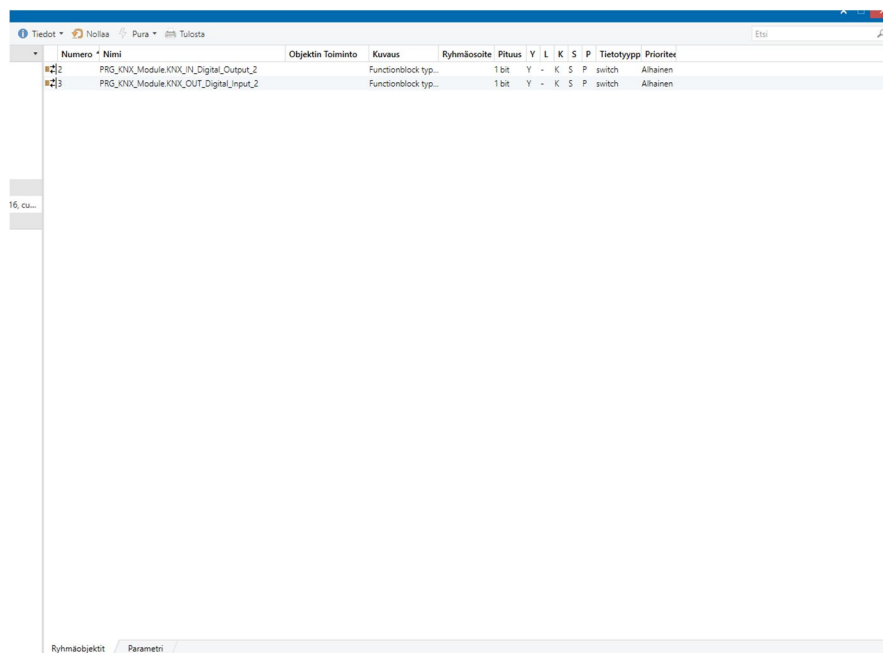 Tiedot Nollaa Pura Tulosta Etsi
Numero Nimi Objektin Toiminto Kuvaus Ryhmäosoite Pituus Y L K S P Tietotyypp Prioritee
2 PRG_KNX_Module.KNX_IN_Digital_Output_2 Functionblock typ... 1 bit Y - K S P switch Alhainen
3 PRG_KNX_Module.KNX_OUT_Digital_Input_2 Functionblock typ... 1 bit Y - K S P switch Alhainen
16, cu...
Ryhmäobjektit Parametri